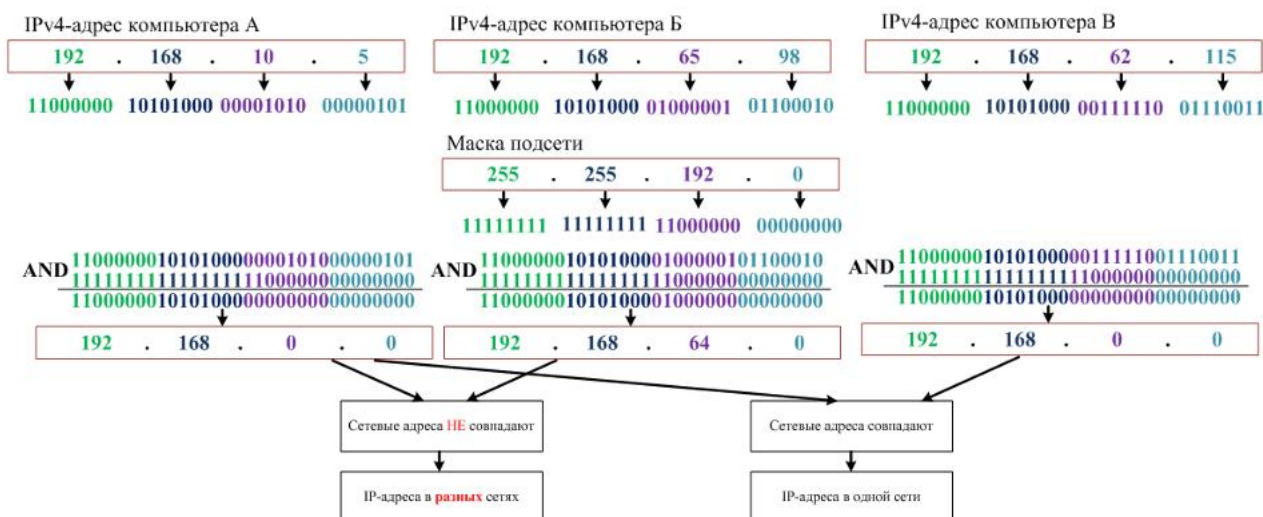 IPv4-адрес компьютера А
192 . 168 . 10 . 5
11000000 10101000 00001010 00000101
IPv4-адрес компьютера Б
192 . 168 . 65 . 98
11000000 10101000 01000001 01100010
IPv4-адрес компьютера В
192 . 168 . 62 . 115
11000000 10101000 00111110 01110011
Маска подсети
255 . 255 . 192 . 0
11111111 11111111 11000000 00000000
AND
11000000101010000000101000000101
11111111111111111100000000000000
11000000101010000000000000000000
192 . 168 . 0 . 0
AND
11000000101010000100000101100010
11111111111111111100000000000000
11000000101010000100000000000000
192 . 168 . 64 . 0
AND
11000000101010000011111001110011
11111111111111111100000000000000
11000000101010000000000000000000
192 . 168 . 0 . 0
Сетевые адреса НЕ совпадают
IP-адреса в разных сетях
Сетевые адреса совпадают
IP-адреса в одной сети